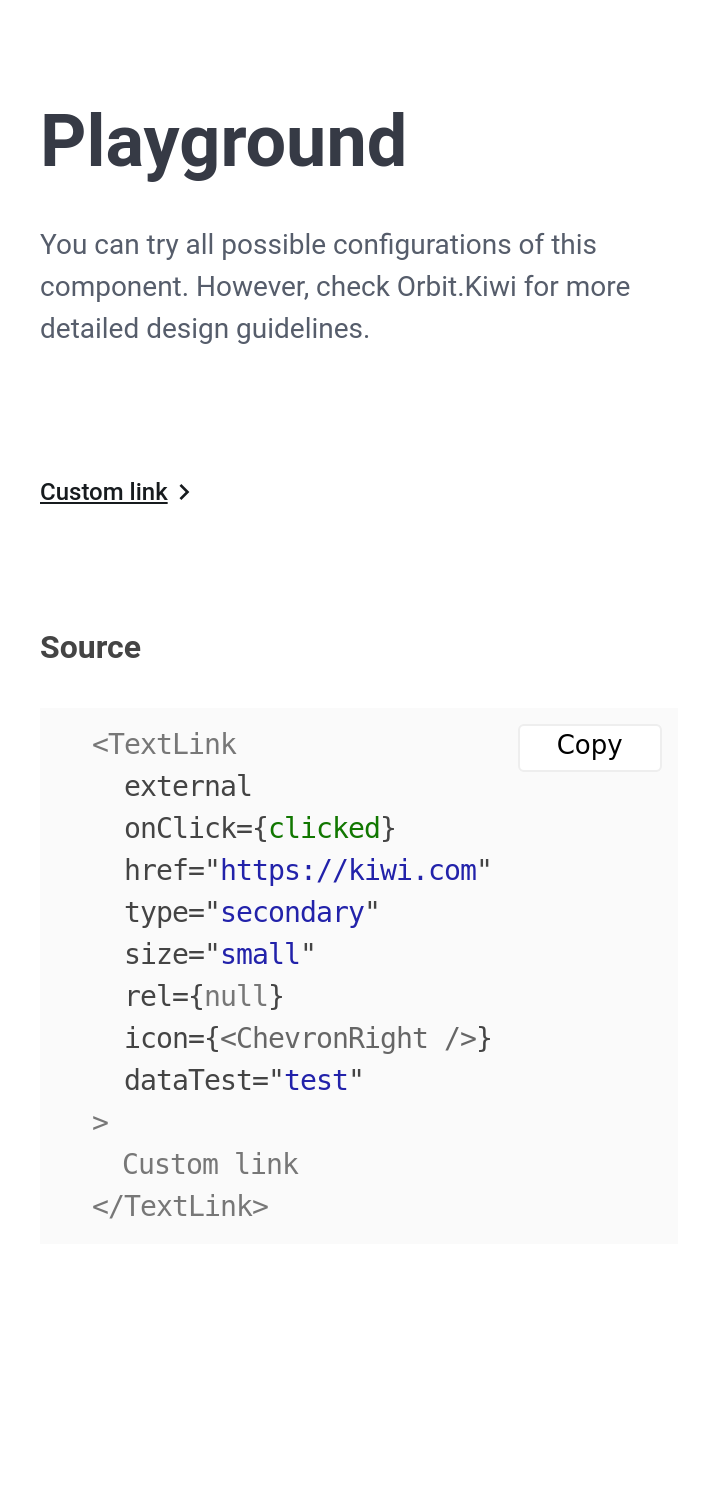 Playground
You can try all possible configurations of this
component. However, check Orbit.Kiwi for more
detailed design guidelines.
Custom link
Source
<TextLink
Copy
external
onClick={clicked}
href="https://kiwi.com"
type="secondary"
size="small"
rel={null}
icon={<ChevronRight />}
dataTest="test"
>
Custom link
</TextLink>